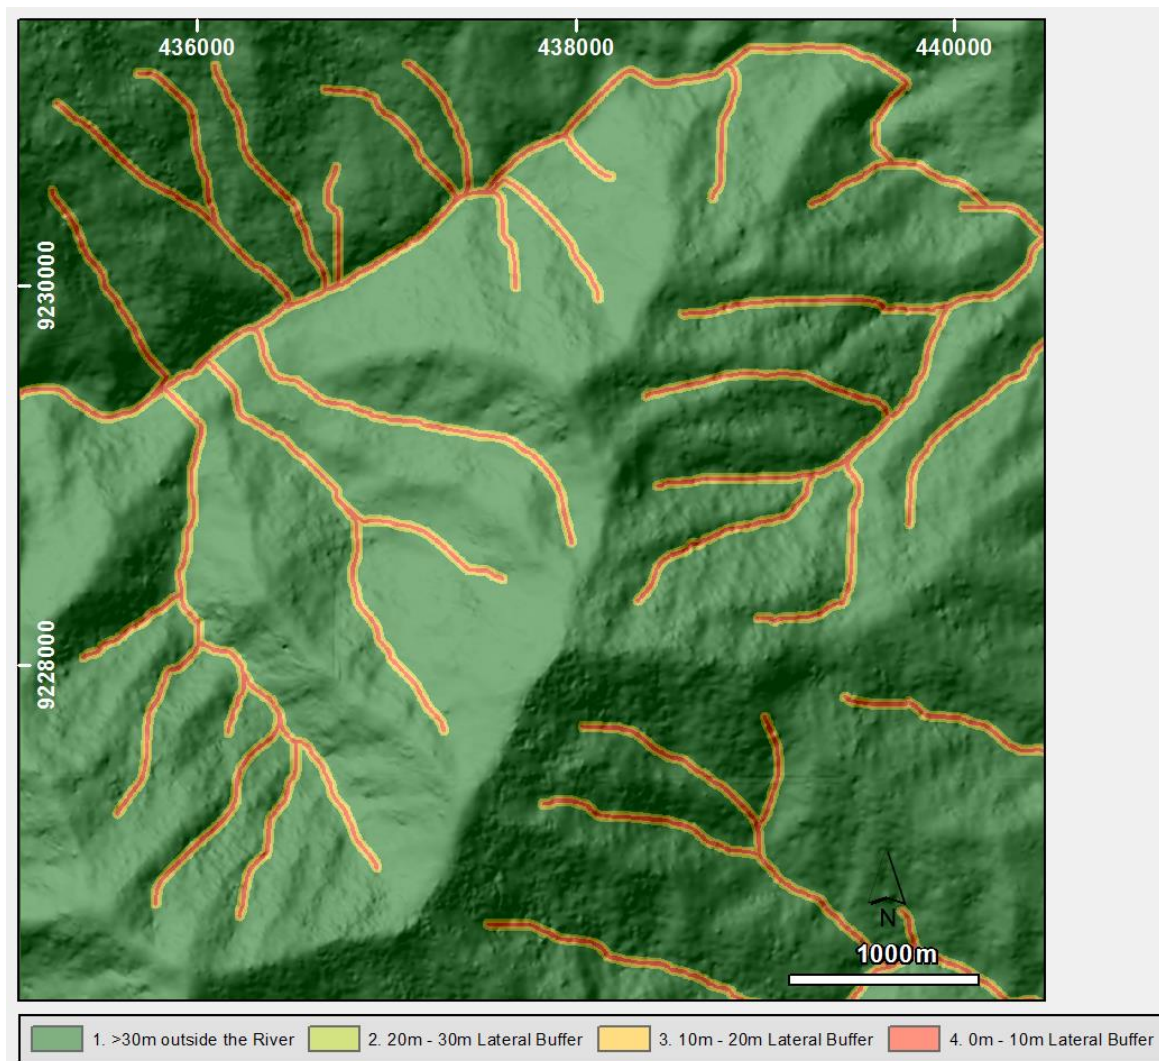 436000
438000
440000
9230000
9228000
N
1000m
1. >30m outside the River
2. 20m - 30m Lateral Buffer
3. 10m - 20m Lateral Buffer
4. 0m - 10m Lateral Buffer